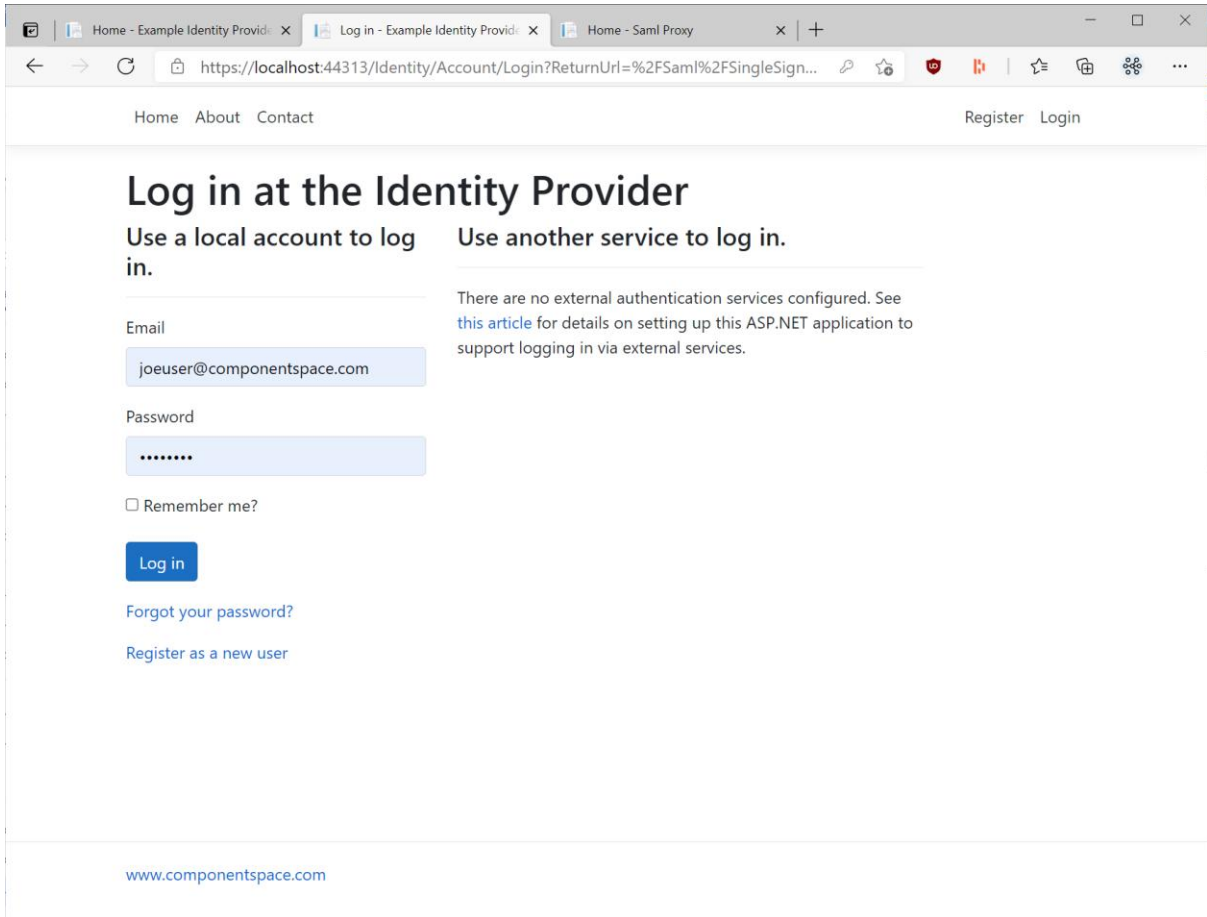 Home - Example Identity Provid
Log in - Example Identity Provid
Home - Saml Proxy
https://localhost:44313/Identity/Account/Login?ReturnUrl=%2FSaml%2FSingleSign...
Home About Contact
Register Login
Log in at the Identity Provider
Use a local account to log
in.
Email
joeuser@componentspace.com
Password
••••••••
Remember me?
Log in
Forgot your password?
Register as a new user
Use another service to log in.
There are no external authentication services configured. See
this article for details on setting up this ASP.NET application to
support logging in via external services.
www.componentspace.com